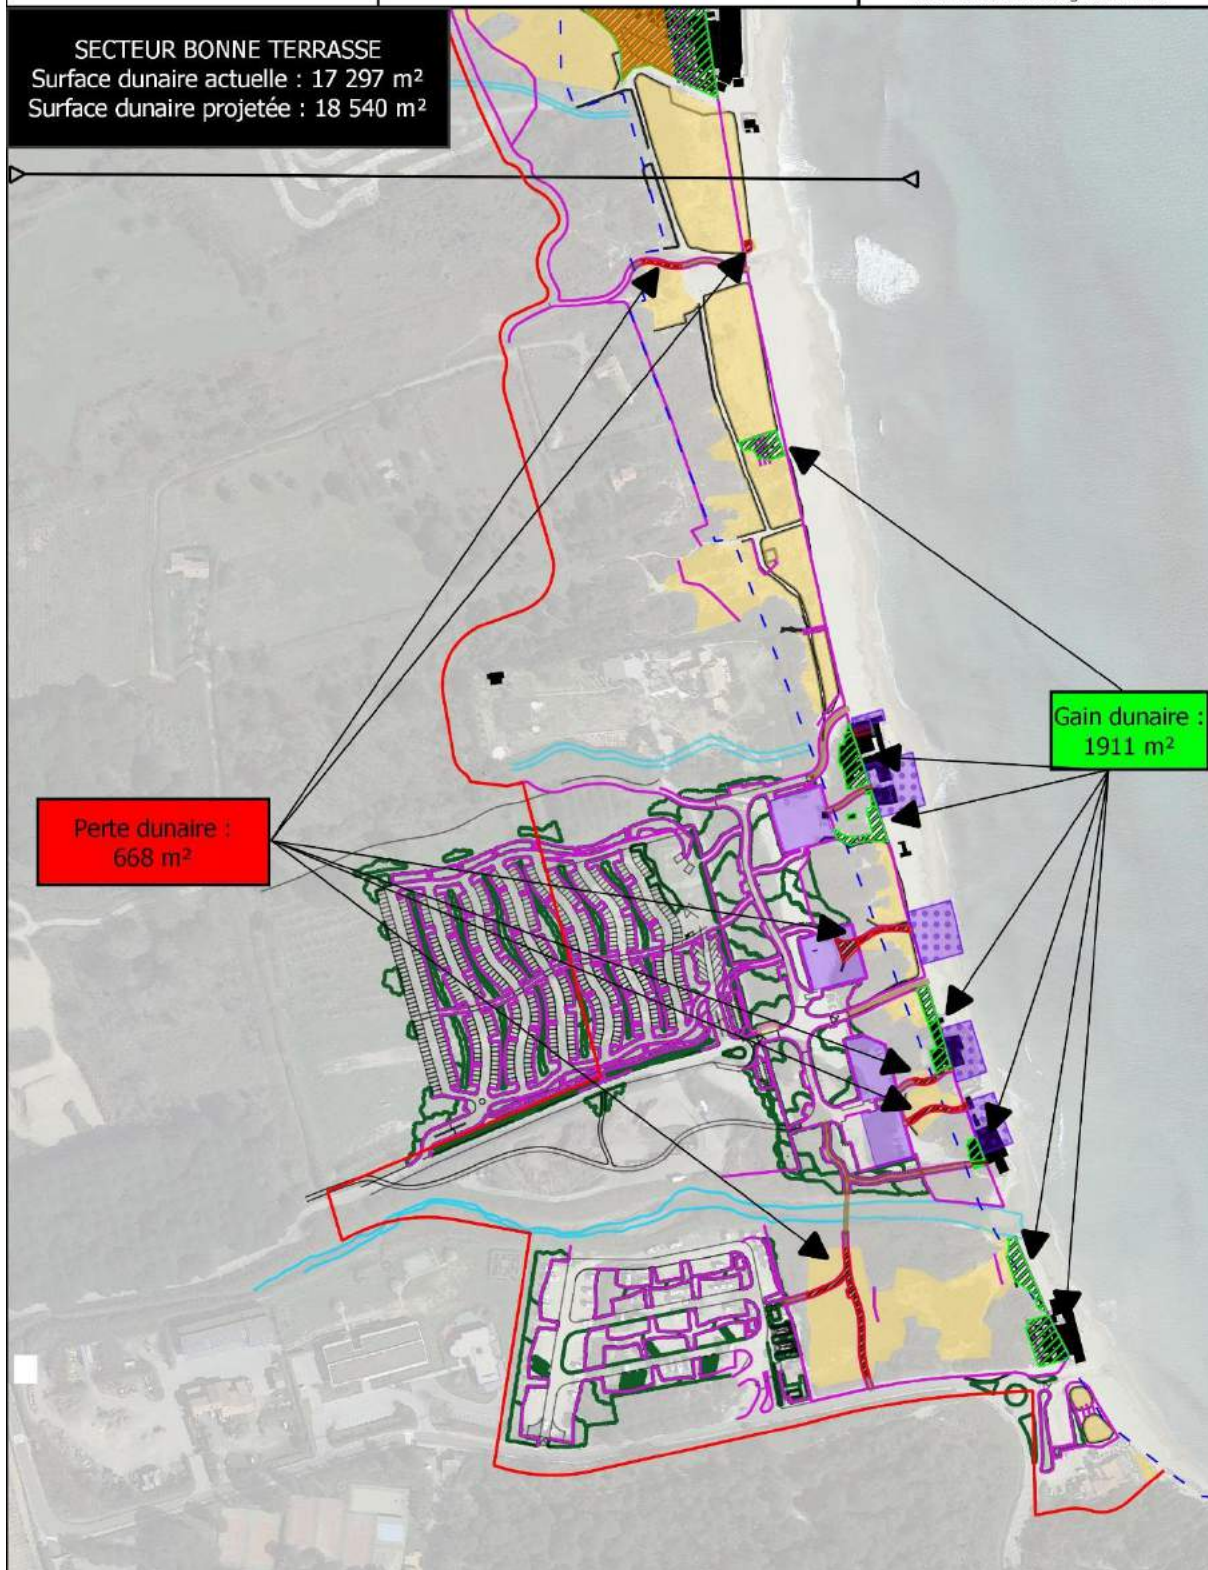 SECTEUR BONNE TERRASSE
Surface dunaire actuelle : 17 297 m²
Surface dunaire projetée : 18 540 m²
Gain dunaire :
1911 m²
Perte dunaire :
668 m²